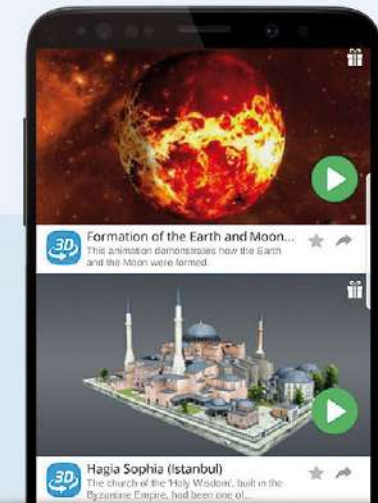 3D
Formation of the Earth and Moon...
This animation demonstrates how the Earth
and the Moon were formed.
3D
Hagia Sophia (Istanbul)
The church of the 'Holy Wisdom', built in the
Byzantine Empire, had been one of...